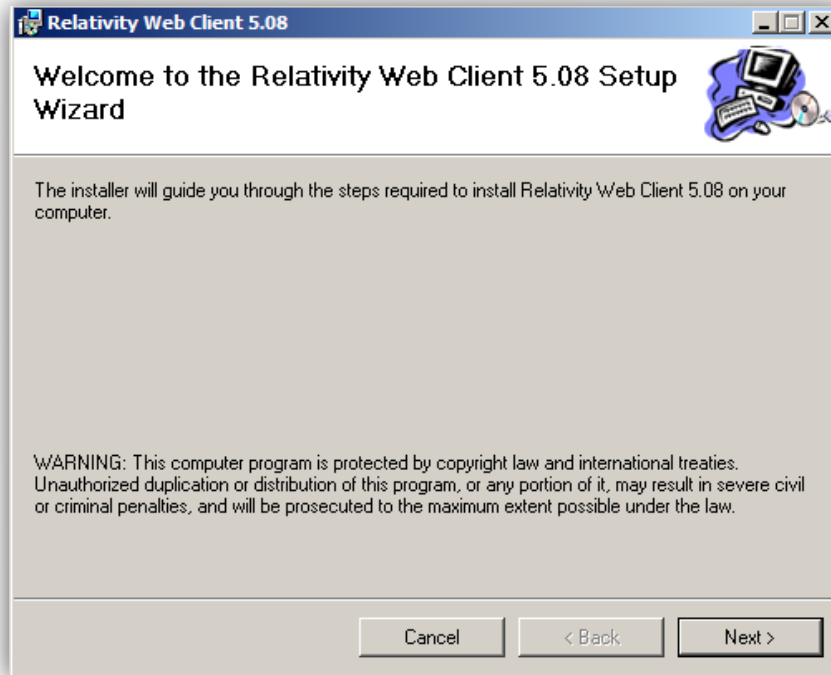 Relativity Web Client 5.08
Welcome to the Relativity Web Client 5.08 Setup
Wizard
The installer will guide you through the steps required to install Relativity Web Client 5.08 on your
computer.
WARNING: This computer program is protected by copyright law and international treaties.
Unauthorized duplication or distribution of this program, or any portion of it, may result in severe civil
or criminal penalties, and will be prosecuted to the maximum extent possible under the law.
Cancel
< Back
Next >